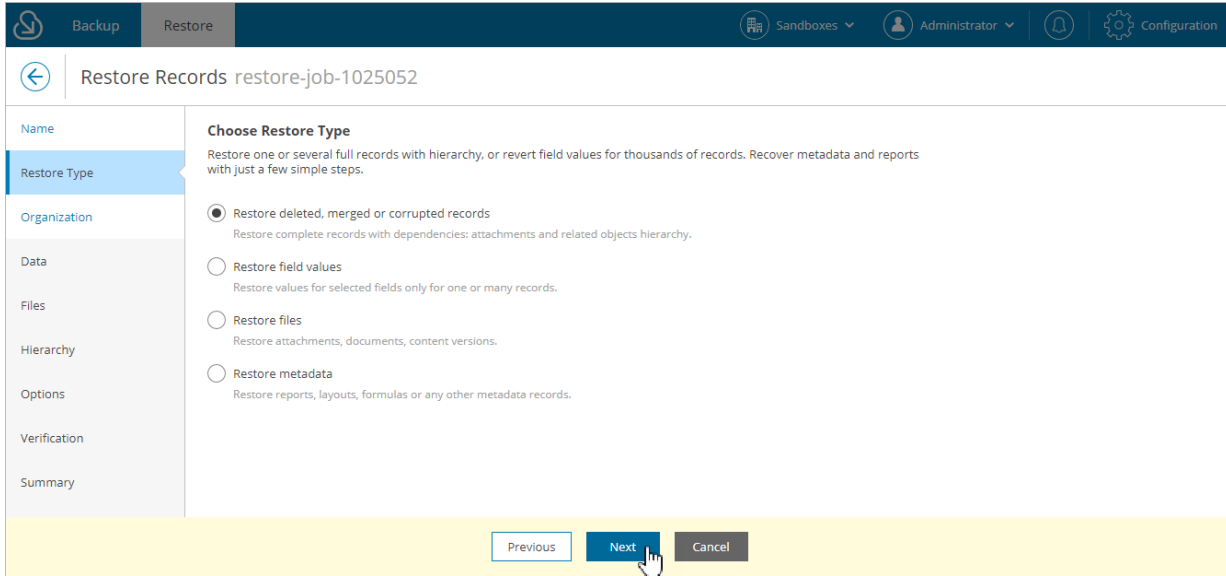 Backup
Restore
Sandboxes
Administrator
Configuration
Restore Records restore-job-1025052
Name
Restore Type
Organization
Data
Files
Hierarchy
Options
Verification
Summary
Choose Restore Type
Restore one or several full records with hierarchy, or revert field values for thousands of records. Recover metadata and reports
with just a few simple steps.
Restore deleted, merged or corrupted records
Restore complete records with dependencies: attachments and related objects hierarchy.
Restore field values
Restore values for selected fields only for one or many records.
Restore files
Restore attachments, documents, content versions.
Restore metadata
Restore reports, layouts, formulas or any other metadata records.
Previous
Next
Cancel